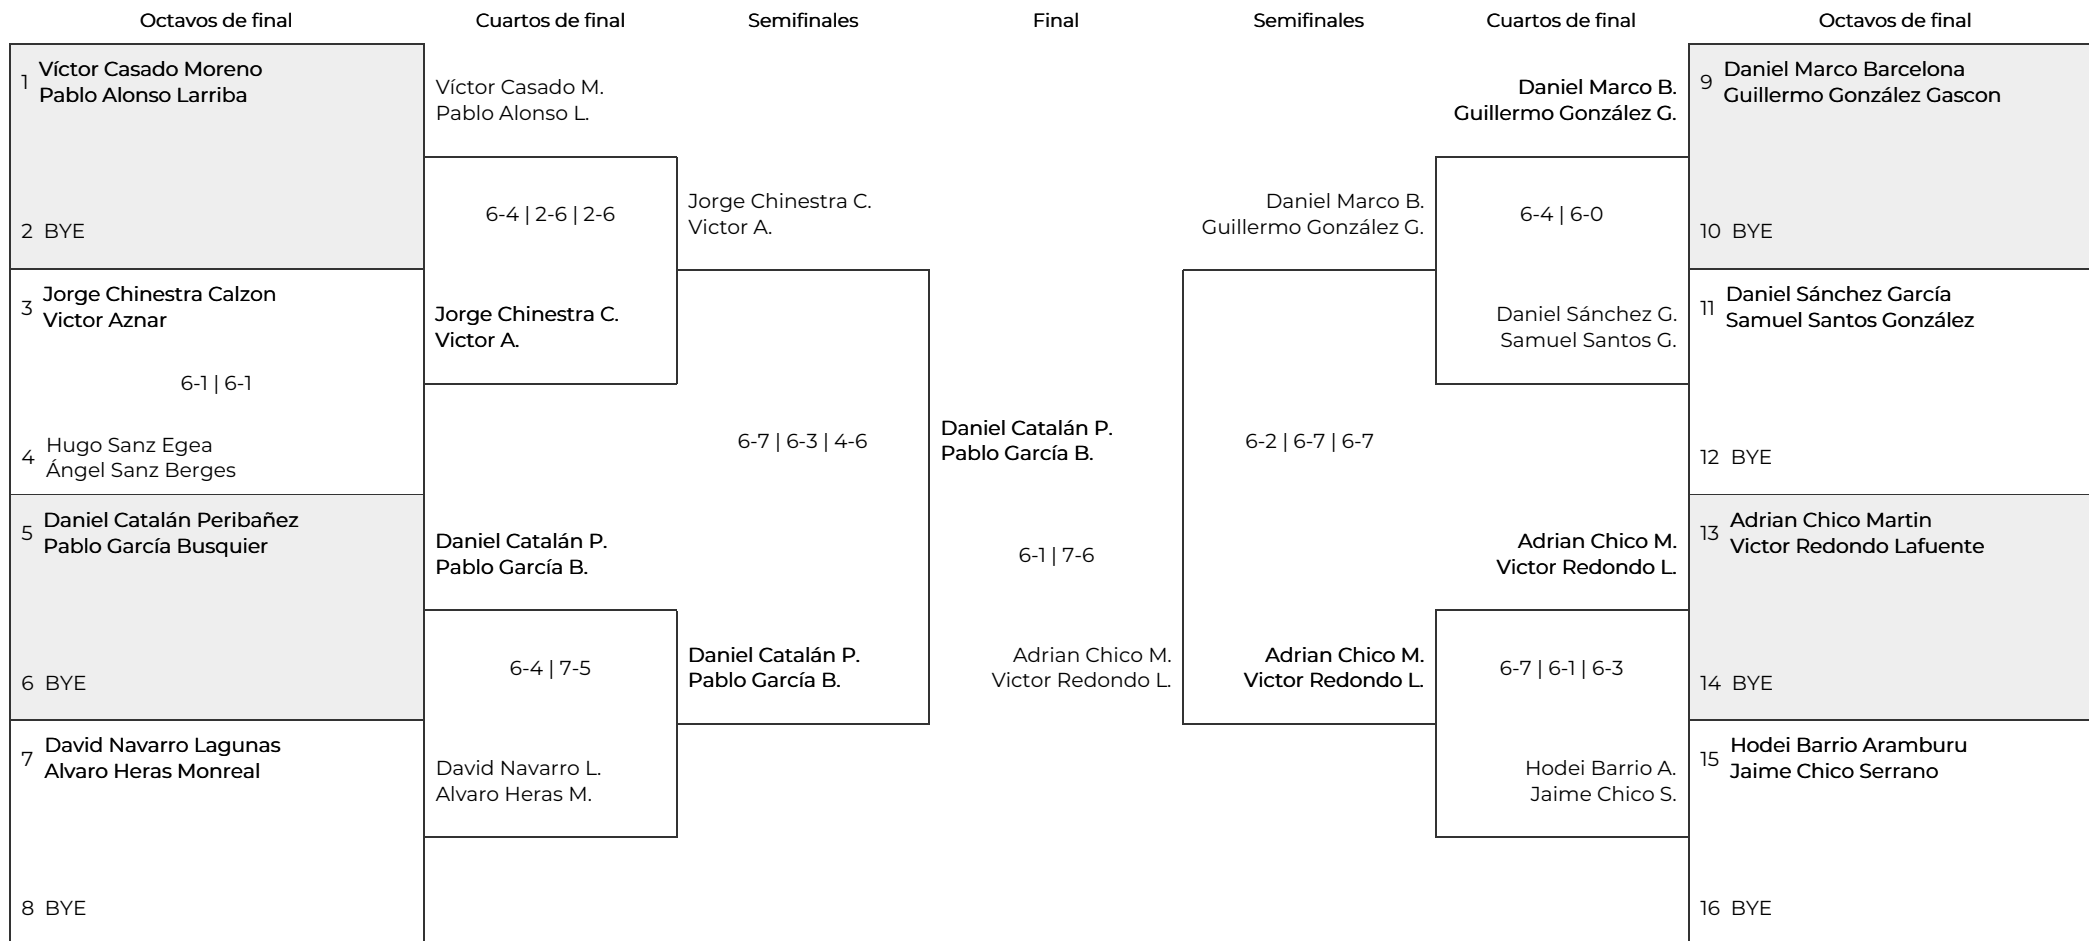 Octavos de final
Cuartos de final
Semifinales
Final
Semifinales
Cuartos de final
Octavos de final
1
Víctor Casado Moreno
Pablo Alonso Larriba
2 BYE
3
Jorge Chinestra Calzon
Victor Aznar
6-1 | 6-1
4
Hugo Sanz Egea
Ángel Sanz Berges
5
Daniel Catalán Peribañez
Pablo García Busquier
6 BYE
7
David Navarro Lagunas
Alvaro Heras Monreal
8 BYE
Víctor Casado M.
Pablo Alonso L.
6-4 | 2-6 | 2-6
Jorge Chinestra C.
Victor A.
Daniel Catalán P.
Pablo García B.
6-4 | 7-5
David Navarro L.
Alvaro Heras M.
Jorge Chinestra C.
Victor A.
6-7 | 6-3 | 4-6
Daniel Catalán P.
Pablo García B.
Daniel Catalán P.
Pablo García B.
6-1 | 7-6
Adrian Chico M.
Victor Redondo L.
Daniel Marco B.
Guillermo González G.
6-2 | 6-7 | 6-7
Adrian Chico M.
Victor Redondo L.
Daniel Marco B.
Guillermo González G.
6-4 | 6-0
Daniel Sánchez G.
Samuel Santos G.
Adrian Chico M.
Victor Redondo L.
6-7 | 6-1 | 6-3
Hodei Barrio A.
Jaime Chico S.
9
Daniel Marco Barcelona
Guillermo González Gascon
10 BYE
11
Daniel Sánchez García
Samuel Santos González
12 BYE
13
Adrian Chico Martin
Victor Redondo Lafuente
14 BYE
15
Hodei Barrio Aramburu
Jaime Chico Serrano
16 BYE